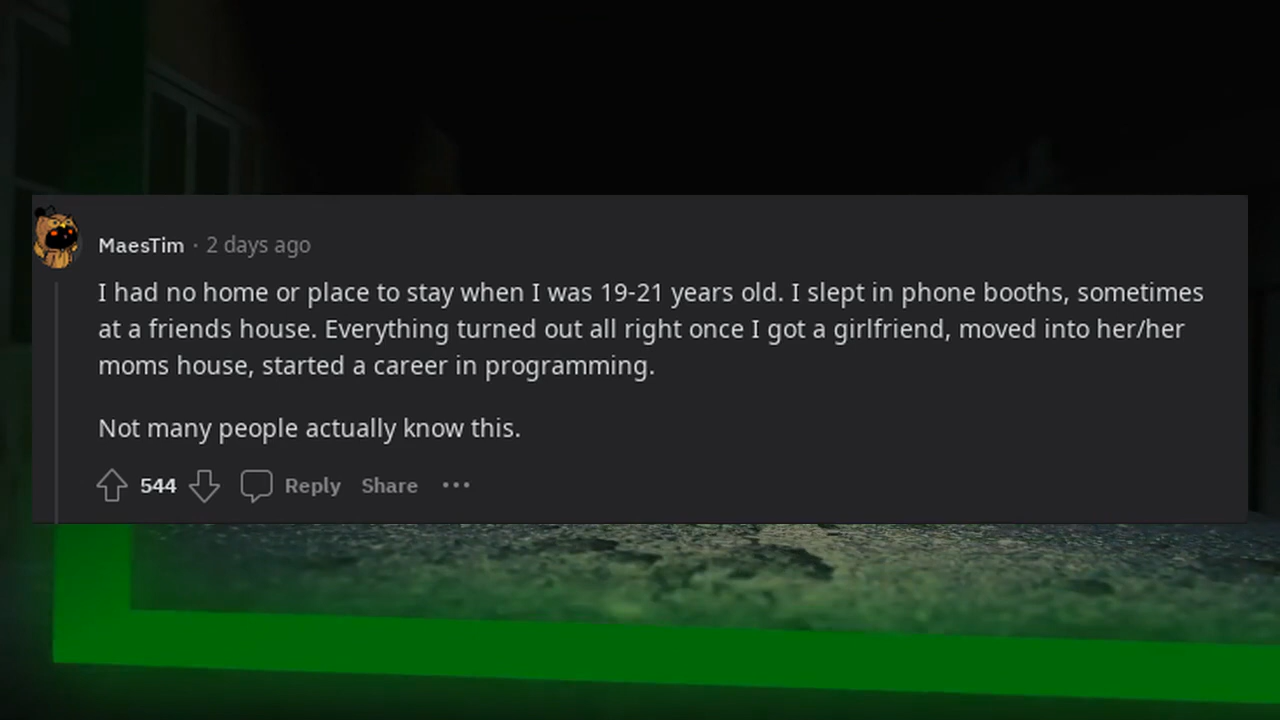 MaesTim · 2 days ago
I had no home or place to stay when I was 19-21 years old. I slept in phone booths, sometimes
at a friends house. Everything turned out all right once I got a girlfriend, moved into her/her
moms house, started a career in programming.
Not many people actually know this.
544 Reply Share ···